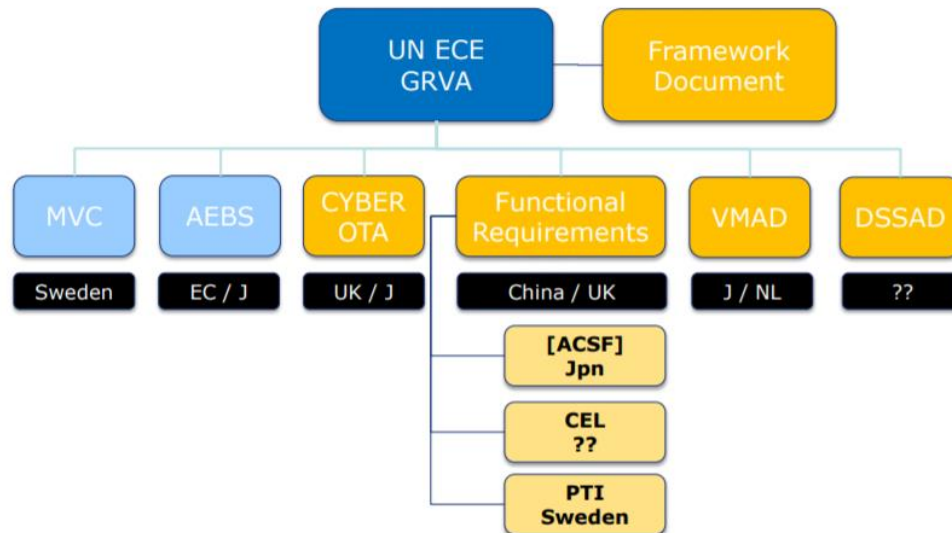 UN ECE
GRVA
Framework
Document
MVC
AEBS
CYBER
OTA
Functional
Requirements
VMAD
DSSAD
Sweden
EC / J
UK / J
China / UK
J / NL
??
[ACSF]
Jpn
CEL
??
PTI
Sweden